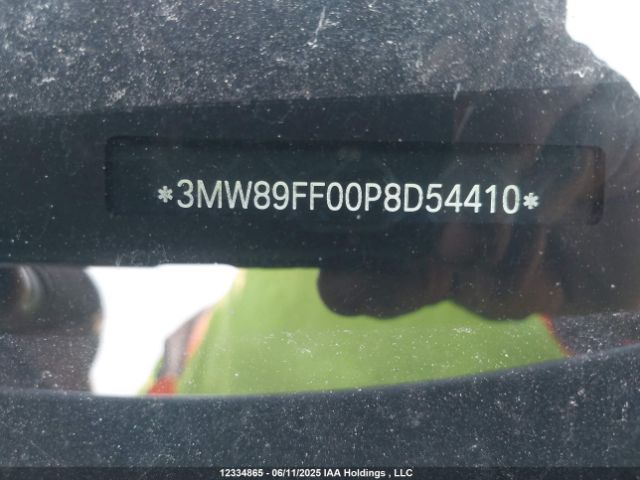 *3MW89FF00P8D54410*
12334865 - 06/11/2025 IAA Holdings , LLC